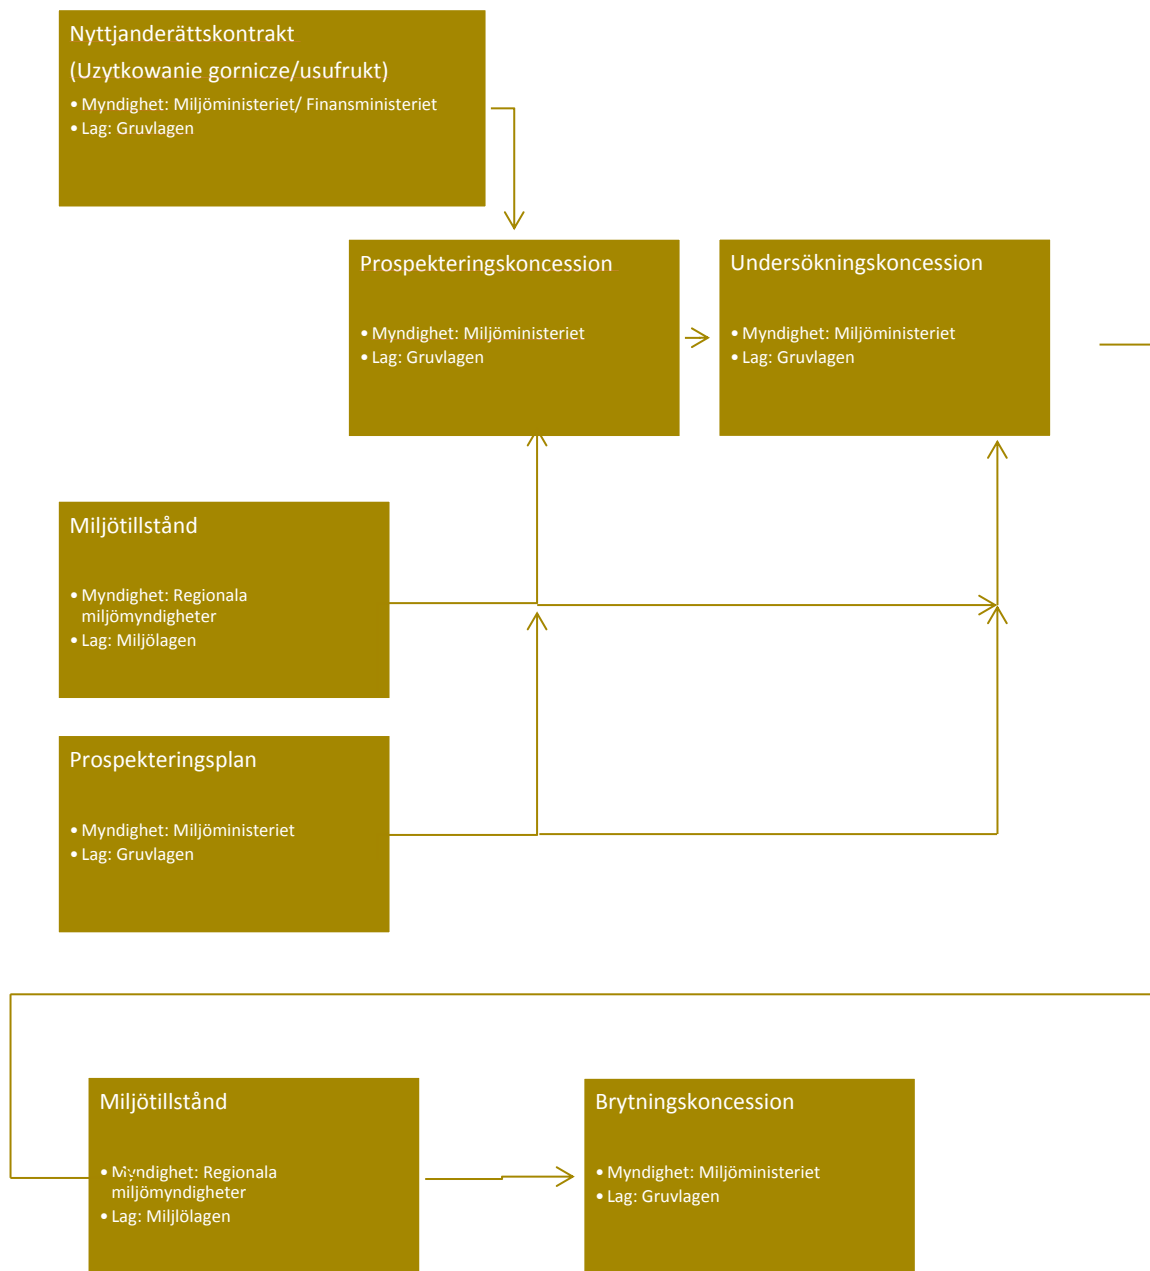 Nyttjanderättskontrakt
(Uzytkowanie gornicze/usufrukt)
• Myndighet: Miljöministeriet/ Finansministeriet
• Lag: Gruvlagen
Prospekteringskoncession
• Myndighet: Miljöministeriet
• Lag: Gruvlagen
Undersökningskoncession
• Myndighet: Miljöministeriet
• Lag: Gruvlagen
Miljötillstånd
• Myndighet: Regionala
miljömyndigheter
• Lag: Miljölagen
Prospekteringsplan
• Myndighet: Miljöministeriet
• Lag: Gruvlagen
Miljötillstånd
• Myndighet: Regionala
miljömyndigheter
• Lag: Miljlölagen
Brytningskoncession
• Myndighet: Miljöministeriet
• Lag: Gruvlagen